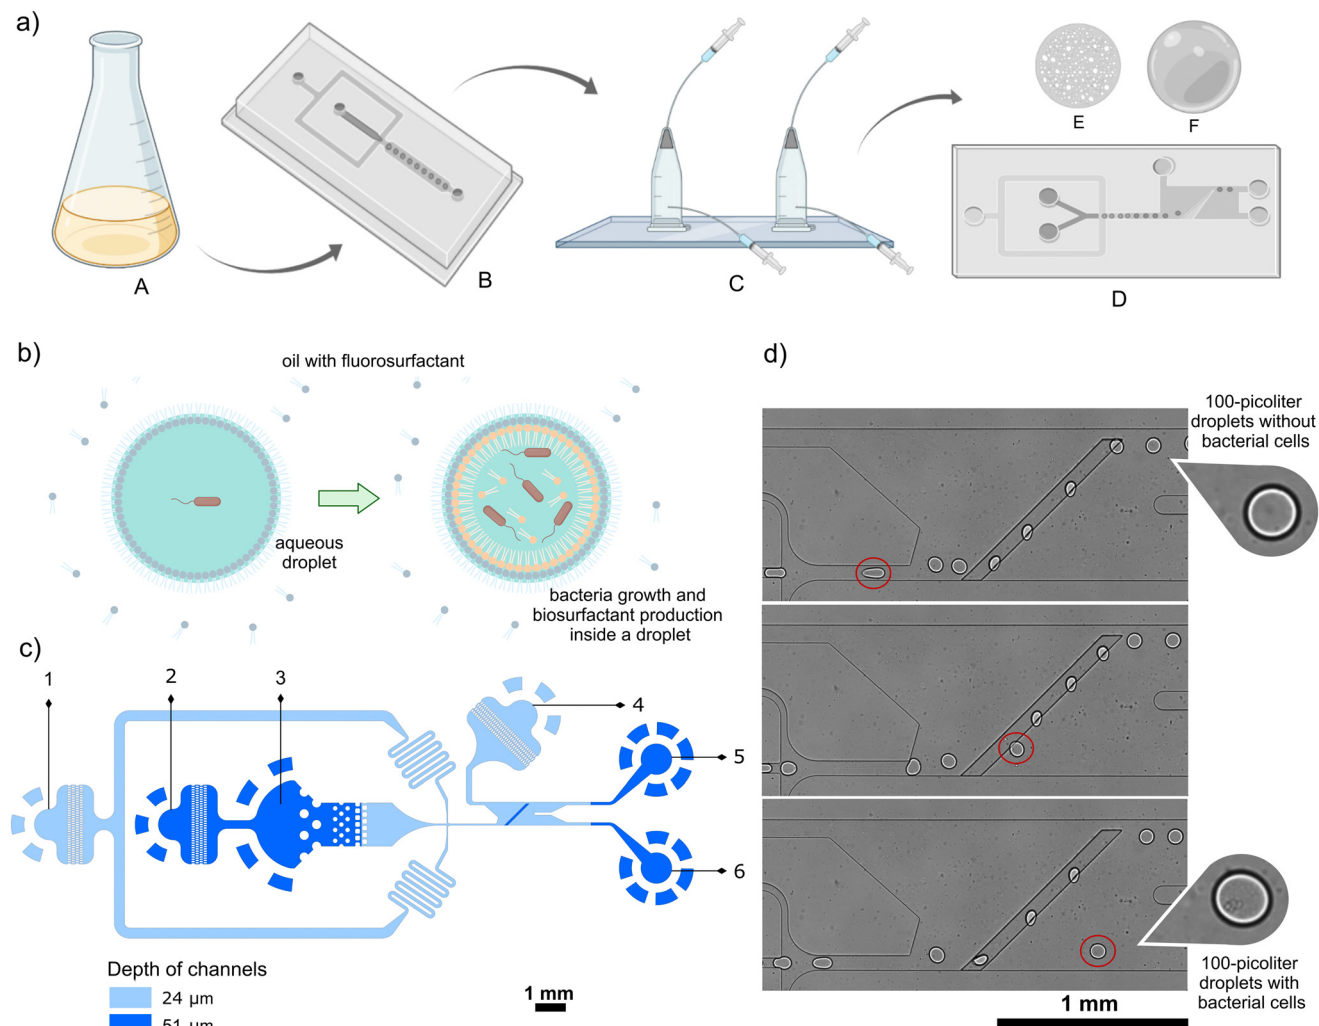 a)
A
B
C
D
E
F
b)
oil with fluorosurfactant
aqueous
droplet
bacteria growth and
biosurfactant production
inside a droplet
c)
1
2
3
4
5
6
Depth of channels
24 µm
51 µm
1 mm
d)
100-picoliter
droplets without
bacterial cells
100-picoliter
droplets with
bacterial cells
1 mm